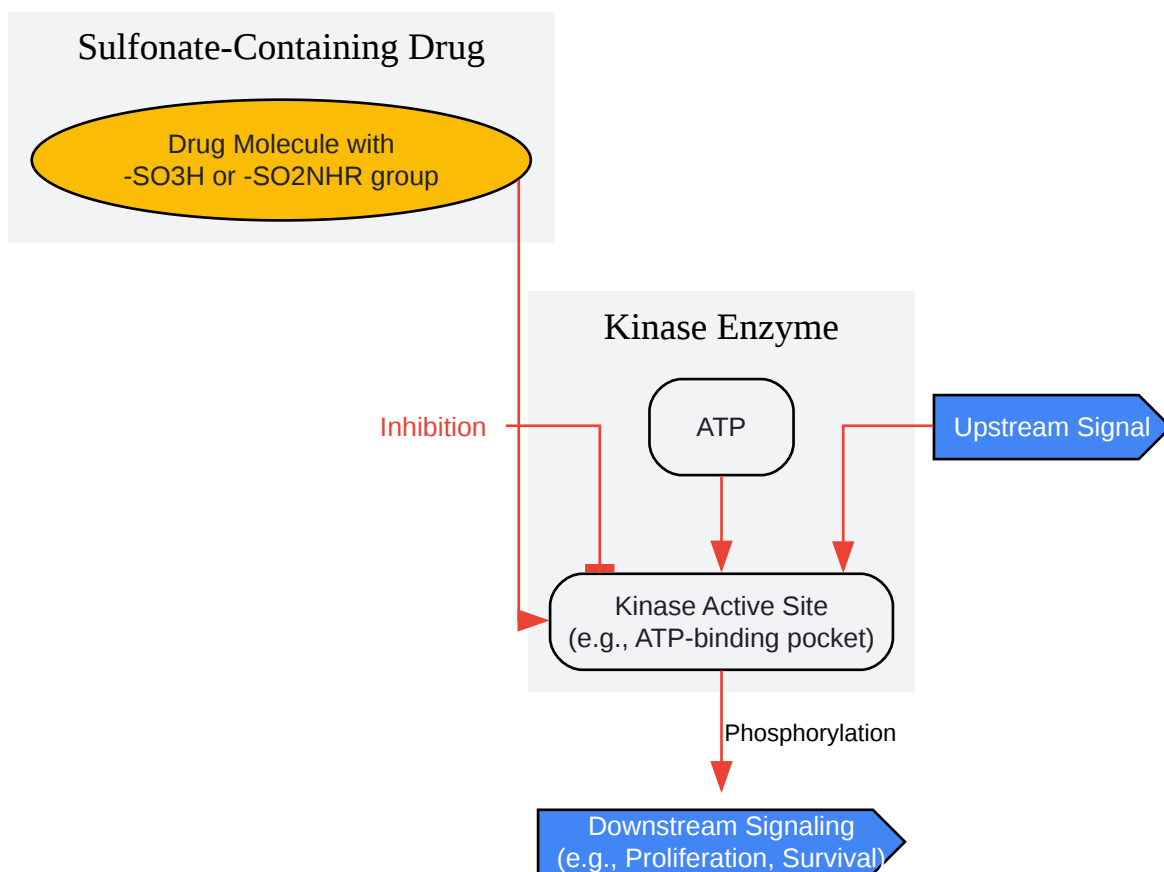 Sulfonate-Containing Drug
Drug Molecule with
-SO3H or -SO2NHR group
Kinase Enzyme
Inhibition
ATP
Upstream Signal
Kinase Active Site
(e.g., ATP-binding pocket)
Phosphorylation
Downstream Signaling
(e.g., Proliferation, Survival)